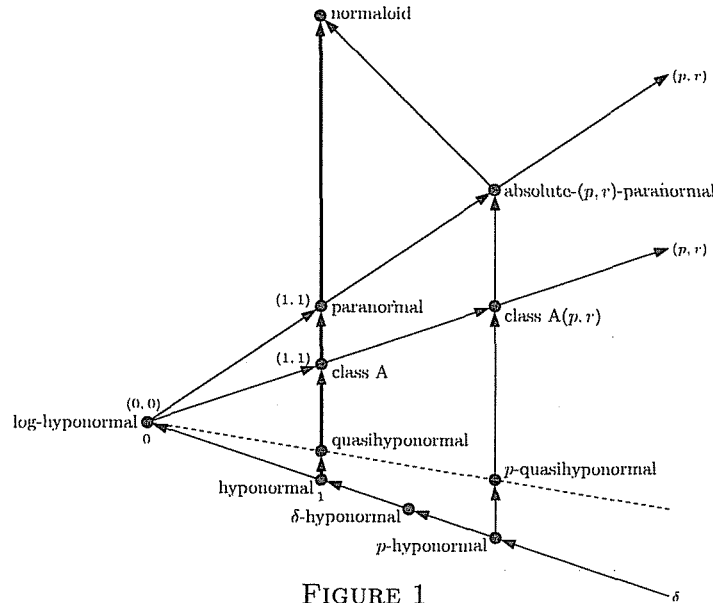 normaloid
(p, r)
absolute-(p, r)-paranormal
(p, r)
(1, 1)
paranormal
class A(p, r)
(1, 1)
class A
(0, 0)
log-hyponormal
0
quasihyponormal
p-quasihyponormal
hyponormal
1
δ-hyponormal
p-hyponormal
δ
FIGURE 1